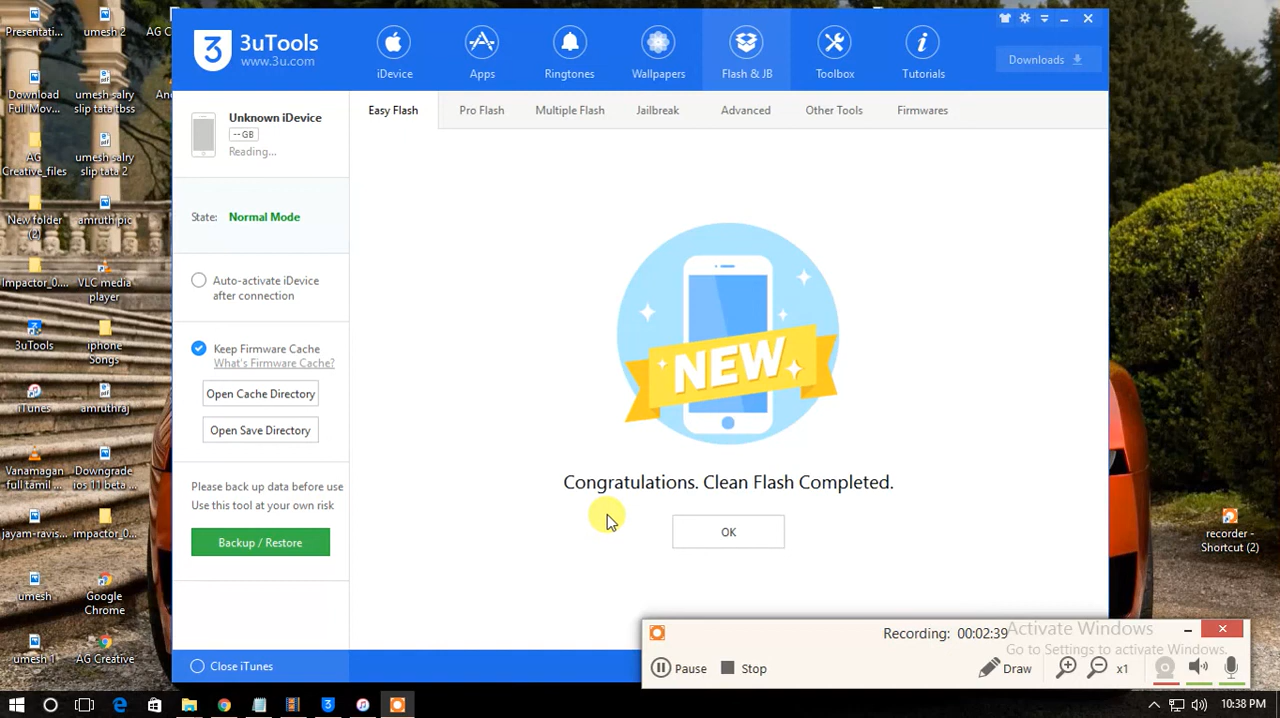 Presentati...
umesh 2
AG C
Download
Full Mov...
umesh salry
slip tata tbss
AG
Creative_files
umesh salry
slip tata 2
New folder
(2)
amruth pic
Impactor_0....
VLC media
player
3uTools
iphone
Songs
iTunes
amruthraj
Vanamagan
full tamil ...
Downgrade
ios 11 beta ...
jayam-ravis...
impactor_0...
umesh
Google
Chrome
umesh 1
AG Creative
3
3uTools
www.3u.com
iDevice
Apps
Ringtones
Wallpapers
Flash & JB
Toolbox
Tutorials
Downloads
Unknown iDevice
-- GB
Reading...
State: Normal Mode
Auto-activate iDevice
after connection
Keep Firmware Cache
What's Firmware Cache?
Open Cache Directory
Open Save Directory
Please back up data before use
Use this tool at your own risk
Backup / Restore
Close iTunes
Easy Flash
Pro Flash
Multiple Flash
Jailbreak
Advanced
Other Tools
Firmwares
NEW
Congratulations. Clean Flash Completed.
OK
recorder -
Shortcut (2)
Recording: 00:02:39
Activate Windows
Go to Settings to activate Windows.
Pause
Stop
Draw
x1
10:38 PM